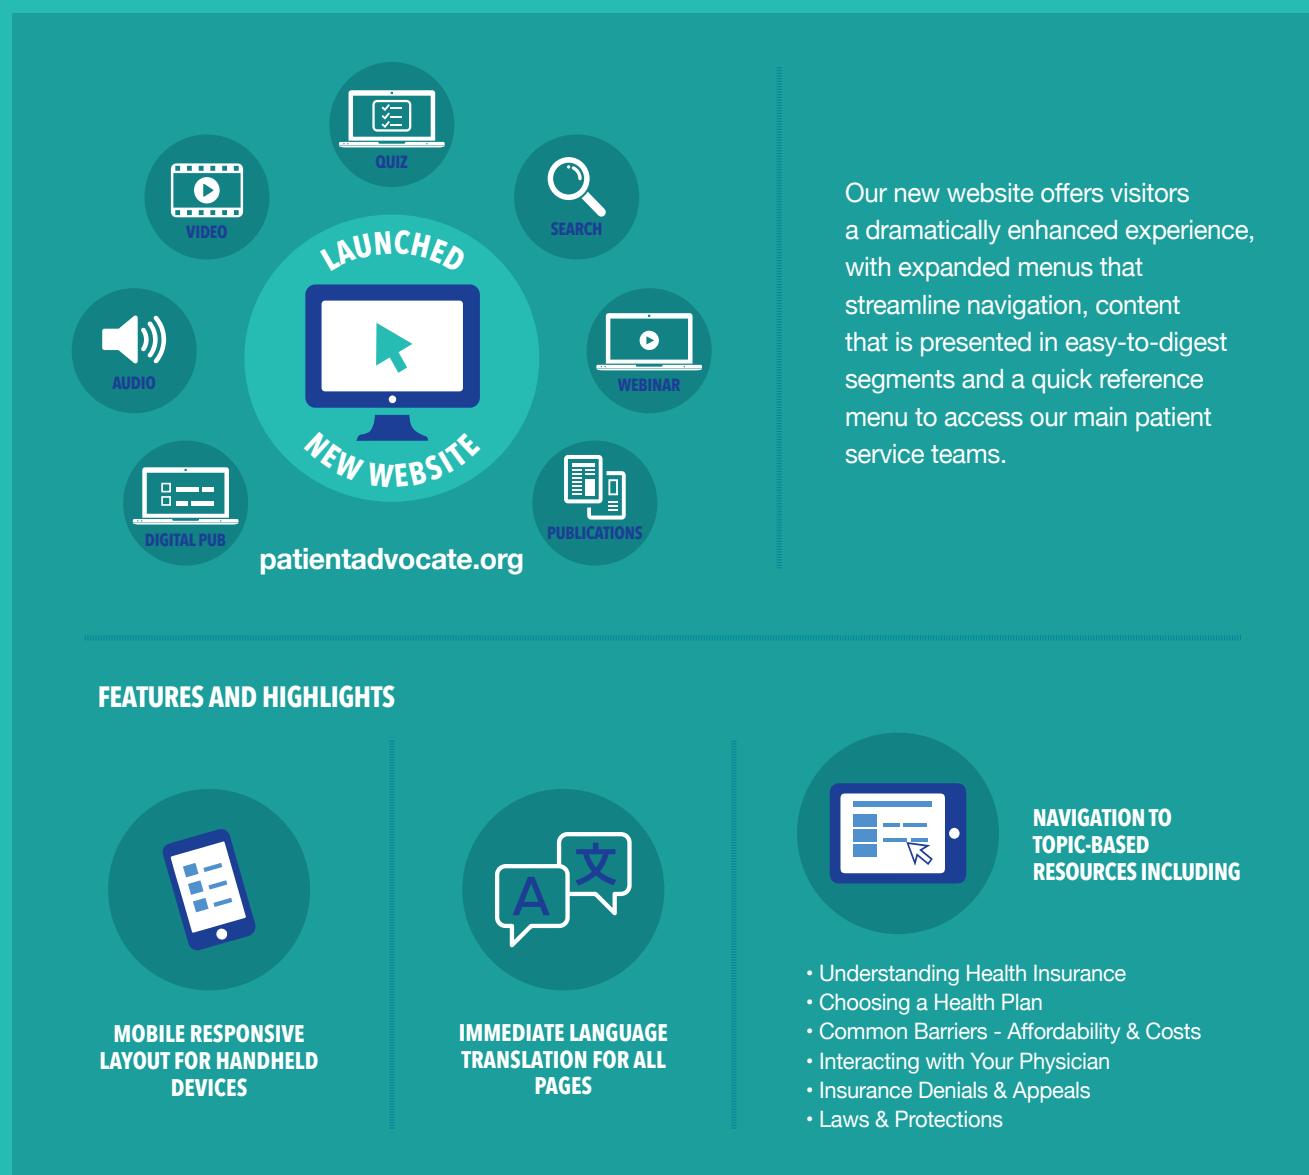 QUIZ
VIDEO
SEARCH
LAUNCHED
AUDIO
WEBINAR
NEW WEBSITE
DIGITAL PUB
PUBLICATIONS
patientadvocate.org
Our new website offers visitors
a dramatically enhanced experience,
with expanded menus that
streamline navigation, content
that is presented in easy-to-digest
segments and a quick reference
menu to access our main patient
service teams.
FEATURES AND HIGHLIGHTS
MOBILE RESPONSIVE
LAYOUT FOR HANDHELD
DEVICES
A 文
IMMEDIATE LANGUAGE
TRANSLATION FOR ALL
PAGES
NAVIGATION TO
TOPIC-BASED
RESOURCES INCLUDING
• Understanding Health Insurance
• Choosing a Health Plan
• Common Barriers - Affordability & Costs
• Interacting with Your Physician
• Insurance Denials & Appeals
• Laws & Protections